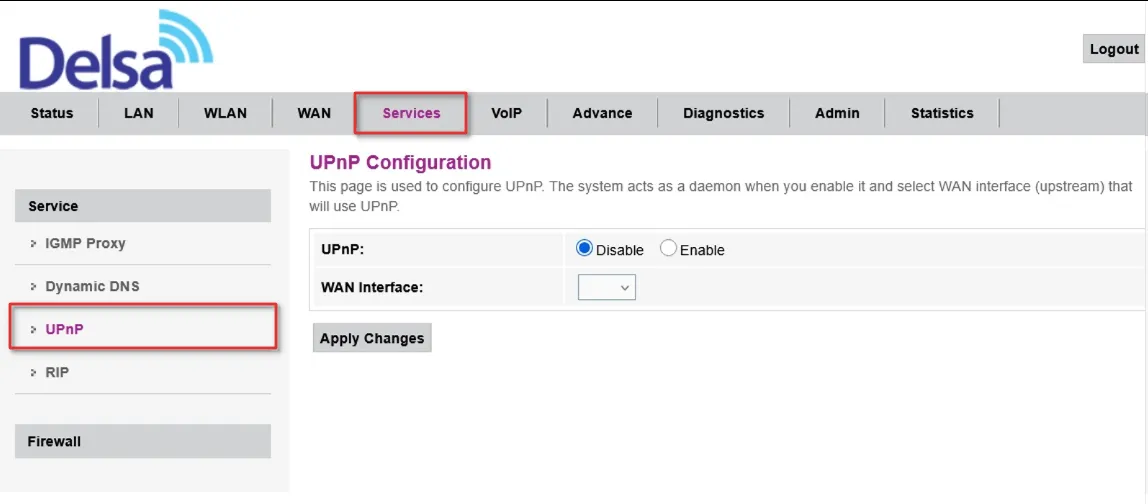 Delsa
Logout
Status LAN WLAN WAN Services VoIP Advance Diagnostics Admin Statistics
Service
IGMP Proxy
Dynamic DNS
UPnP
RIP
Firewall
UPnP Configuration
This page is used to configure UPnP. The system acts as a daemon when you enable it and select WAN interface (upstream) that
will use UPnP.
UPnP: Disable Enable
WAN Interface:
Apply Changes